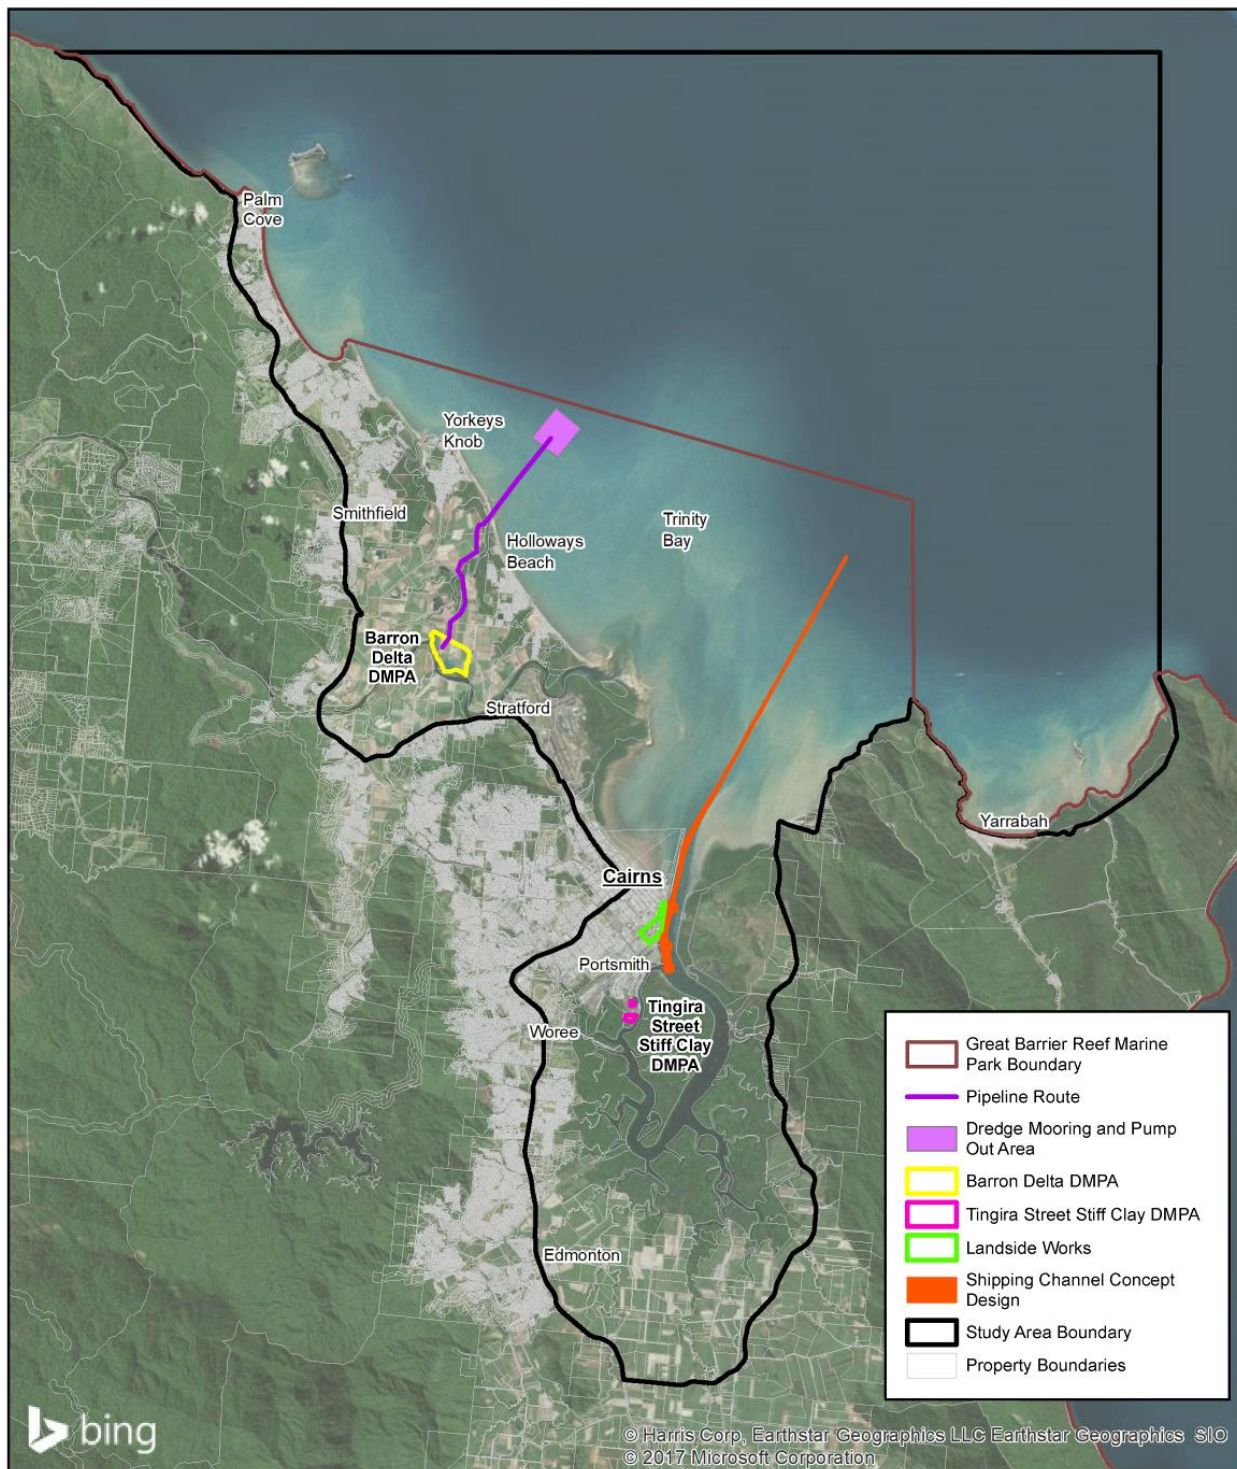 Palm
Cove
Yorkeys
Knob
Smithfield
Holloways
Beach
Trinity
Bay
Barron
Delta
DMPA
Stratford
Yarrabah
Cairns
Portsmith
Tingira
Street
Stiff Clay
DMPA
Woree
Edmonton
Great Barrier Reef Marine
Park Boundary
Pipeline Route
Dredge Mooring and Pump
Out Area
Barron Delta DMPA
Tingira Street Stiff Clay DMPA
Landside Works
Shipping Channel Concept
Design
Study Area Boundary
Property Boundaries
bing
© Harris Corp, Earthstar Geographics LLC Earthstar Geographics SIO
© 2017 Microsoft Corporation